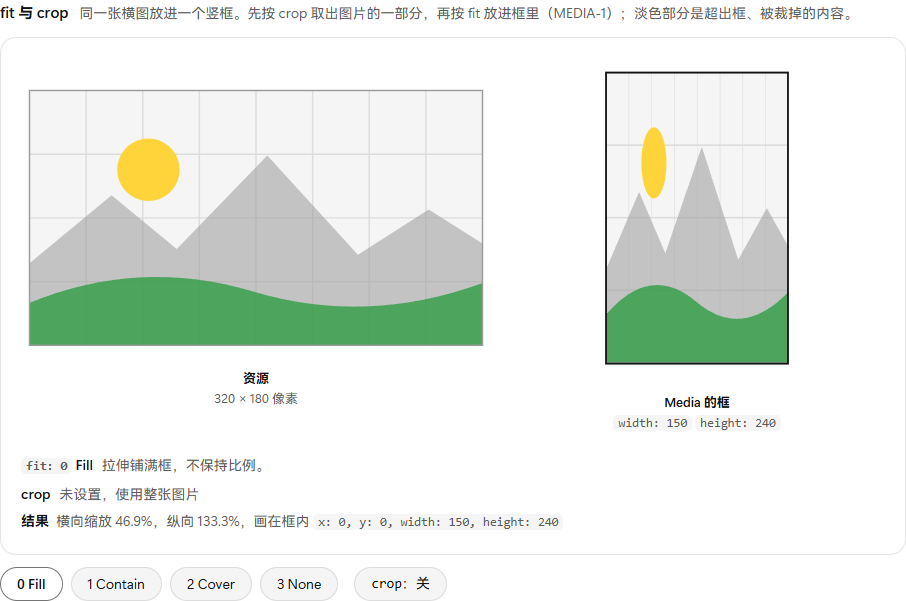 fit 与 crop 同一张横图放进一个竖框。先按 crop 取出图片的一部分，再按 fit 放进框里（MEDIA-1）；淡色部分是超出框、被裁掉的内容。
资源
320 × 180 像素
Media 的框
width: 150 height: 240
fit: 0 Fill 拉伸铺满框，不保持比例。
crop 未设置，使用整张图片
结果 横向缩放 46.9%，纵向 133.3%，画在框内 x: 0, y: 0, width: 150, height: 240
0 Fill 1 Contain 2 Cover 3 None crop: 关